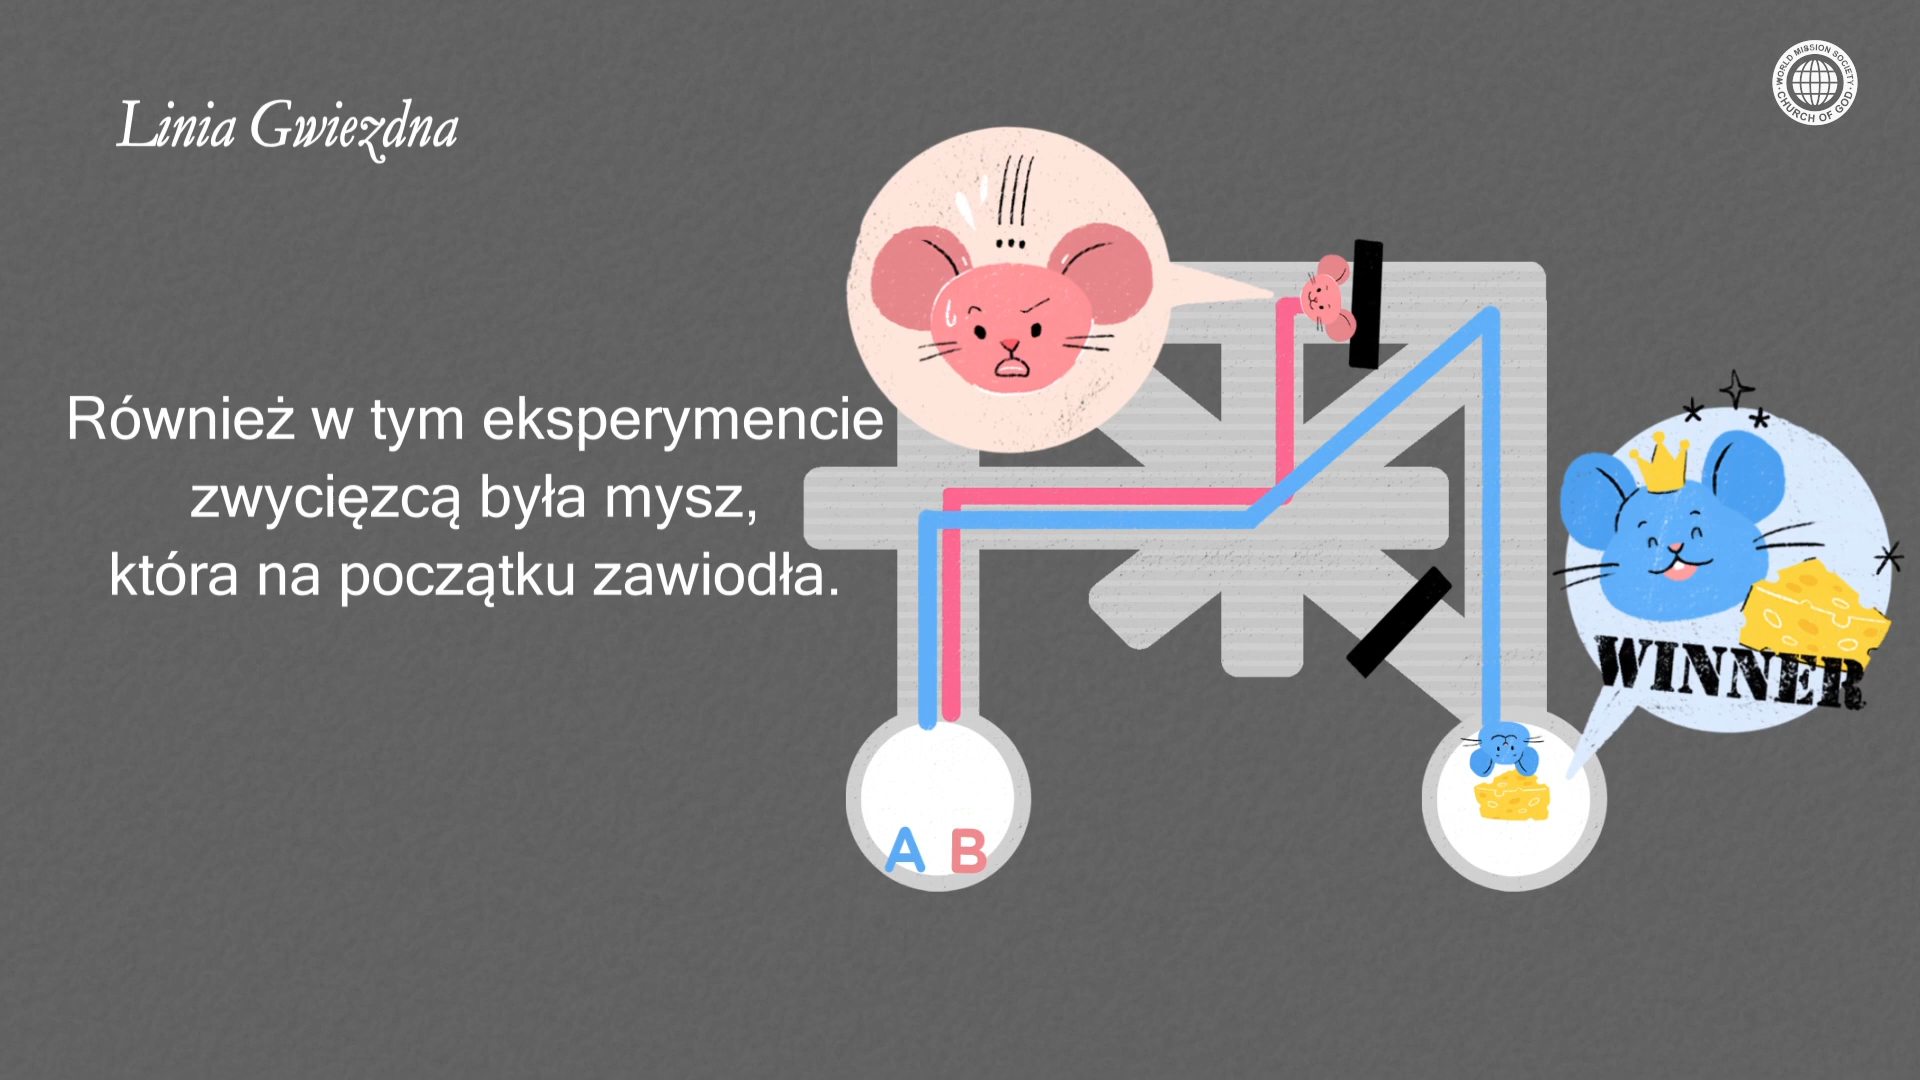 Linia Gwiezdna
WORLD MISSION SOCIETY
CHURCH OF GOD
Również w tym eksperymencie
zwycięzcą była mysz,
która na początku zawiodła.
WINNER
A B